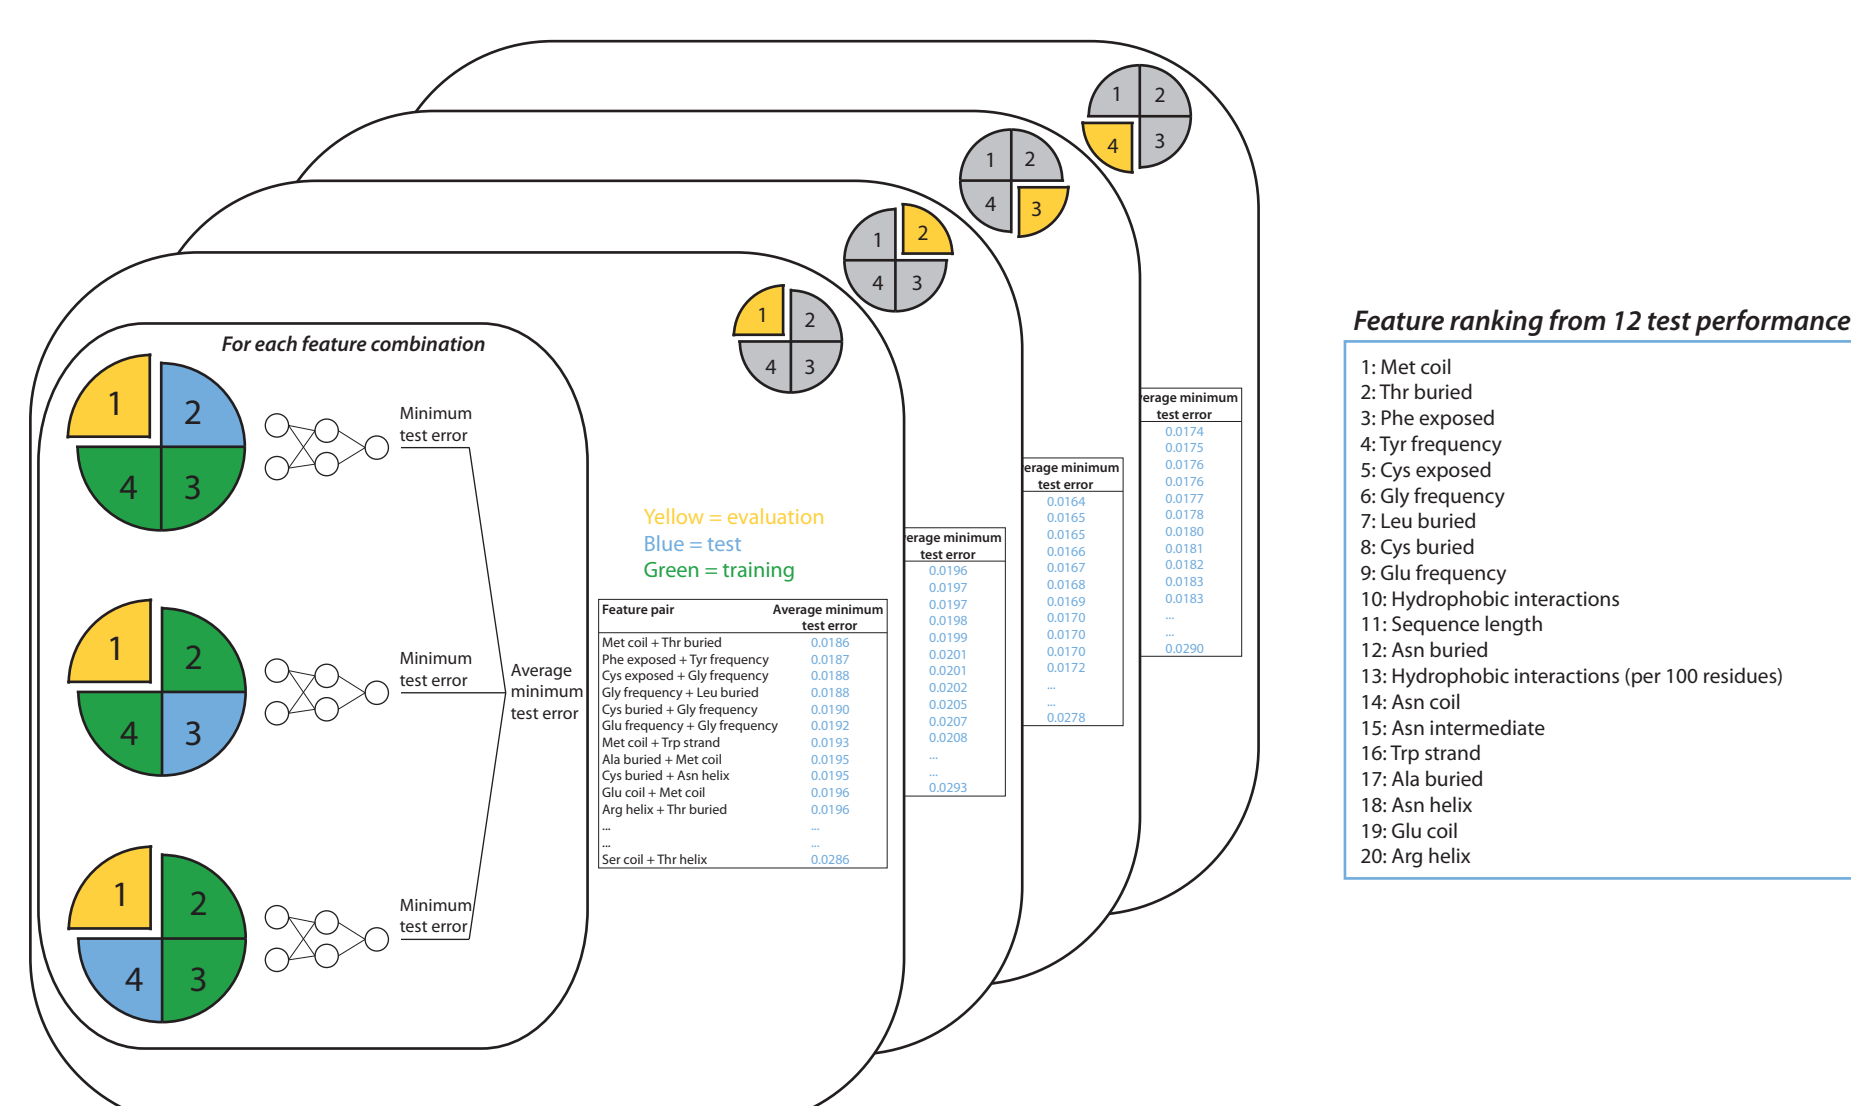 1
2
4
3
1
2
4
3
1
2
4
3
1
2
4
3
For each feature combination
1
2
4
3
Minimum
test error
1
2
4
3
Minimum
test error
1
2
4
3
Minimum
test error
Average
minimum
test error
Yellow = evaluation
Blue = test
Green = training
Feature pair Average minimum
test error
Met coil + Thr buried 0.0186
Phe exposed + Tyr frequency 0.0187
Cys exposed + Gly frequency 0.0188
Gly frequency + Leu buried 0.0188
Cys buried + Gly frequency 0.0190
Glu frequency + Gly frequency 0.0192
Met coil + Trp strand 0.0193
Ala buried + Met coil 0.0195
Cys buried + Asn helix 0.0195
Glu coil + Met coil 0.0196
Arg helix + Thr buried 0.0196
... ...
... ...
Ser coil + Thr helix 0.0286
erage minimum
test error
0.0196
0.0197
0.0197
0.0198
0.0199
0.0201
0.0201
0.0202
0.0205
0.0207
0.0208
...
...
0.0293
erage minimum
test error
0.0164
0.0165
0.0165
0.0166
0.0167
0.0168
0.0169
0.0170
0.0170
0.0170
0.0172
...
...
0.0278
erage minimum
test error
0.0174
0.0175
0.0176
0.0176
0.0177
0.0178
0.0180
0.0181
0.0182
0.0183
0.0183
...
...
0.0290
Feature ranking from 12 test performance
1: Met coil
2: Thr buried
3: Phe exposed
4: Tyr frequency
5: Cys exposed
6: Gly frequency
7: Leu buried
8: Cys buried
9: Glu frequency
10: Hydrophobic interactions
11: Sequence length
12: Asn buried
13: Hydrophobic interactions (per 100 residues)
14: Asn coil
15: Asn intermediate
16: Trp strand
17: Ala buried
18: Asn helix
19: Glu coil
20: Arg helix